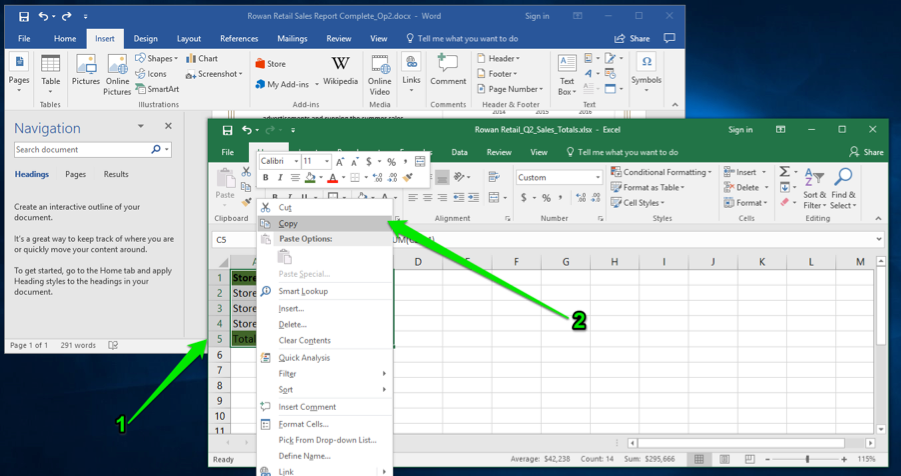 Rowan Retail Sales Report Complete_Op2.docx - Word
Sign in
File Home Insert Design Layout References Mailings Review View Tell me what you want to do Share
Pages Table Pictures Online Pictures Shapes Icons SmartArt Chart Screenshot Store My Add-ins Wikipedia Online Video Links Comment Header Footer Page Number Text Box Symbols
Tables Illustrations Add-ins Media Comments Header & Footer Text
Navigation
Search document
Headings Pages Results
Create an interactive outline of your
document.
It's a great way to keep track of where you are
or quickly move your content around.
To get started, go to the Home tab and apply
Heading styles to the headings in your
document.
Page 1 of 1 291 words
advertisements and running the summer sales
2014 2015 2016
Rowan Retail_Q2_Sales_Totals.xlsx - Excel
Sign in
File Data Review View Tell me what you want to do Share
Calibri 11 A A $ % ,
B I A
Paste
Clipboard
Alignment
Custom
$ % ,
Number
Conditional Formatting
Format as Table
Cell Styles
Styles
Insert
Delete
Format
Cells
Sort & Filter
Find & Select
Editing
C5
UM(
D E F G H I J K L M
1 Store
2 Store
3 Store
4 Store
5 Total
6
7
8
9
10
11
Cut
Copy
Paste Options:
Paste Special...
Smart Lookup
Insert...
Delete...
Clear Contents
Quick Analysis
Filter
Sort
Insert Comment
Format Cells...
Pick From Drop-down List...
Define Name...
Link
1
2
Ready
Average: $42,238 Count: 14 Sum: $295,666
115%